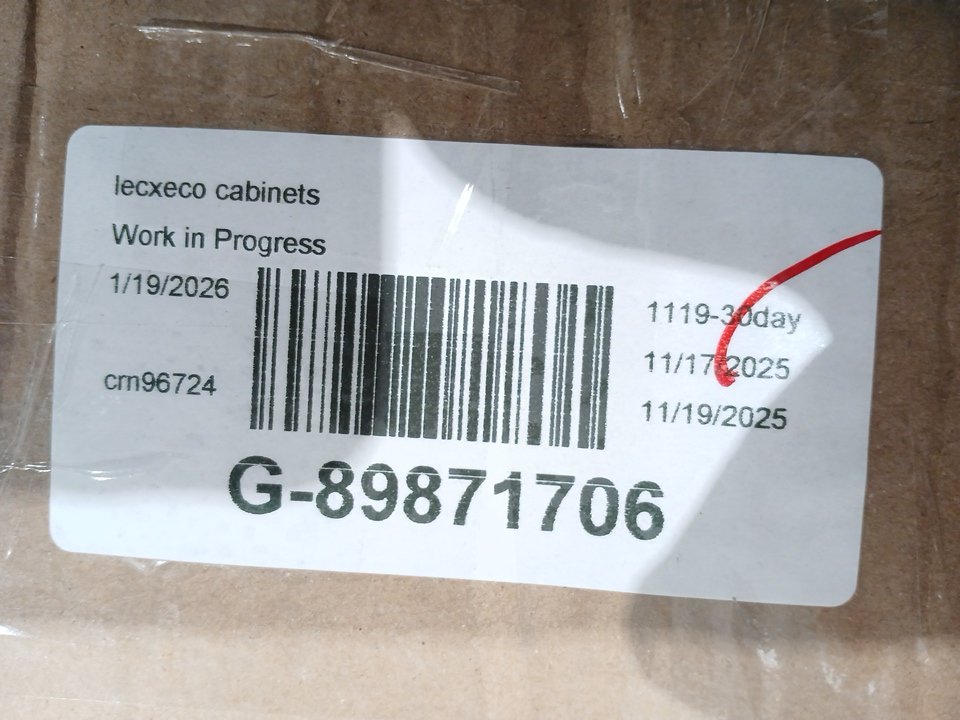 lecxeco cabinets
Work in Progress
1/19/2026
crn96724
1119-30day
11/17/2025
11/19/2025
G-89871706